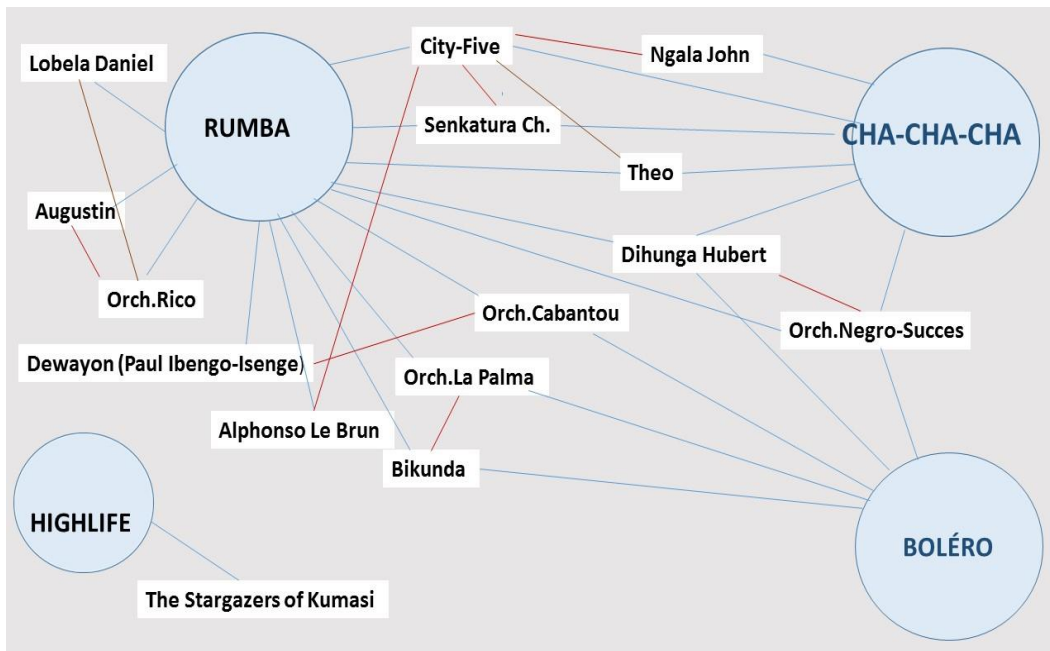 City-Five
Ngala John
Lobela Daniel
RUMBA
Senkatura Ch.
CHA-CHA-CHA
Theo
Augustin
Dihunga Hubert
Orch.Rico
Orch.Cabantou
Orch.Negro-Succes
Dewayon (Paul Ibengo-Isenge)
Orch.La Palma
Alphonso Le Brun
Bikunda
HIGHLIFE
BOLÉRO
The Stargazers of Kumasi